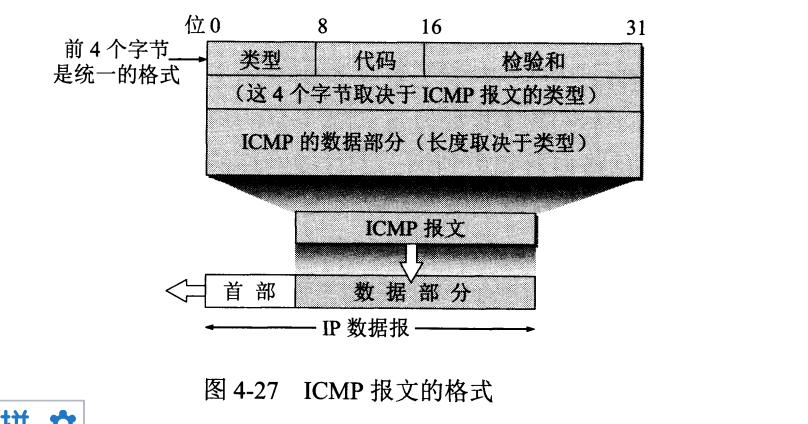 位 0 8 16 31
前 4 个字节
是统一的格式
类型 代码 检验和
（这 4 个字节取决于 ICMP 报文的类型）
ICMP 的数据部分（长度取决于类型）
ICMP 报文
首 部 数 据 部 分
IP 数据报
图 4-27 ICMP 报文的格式
拼